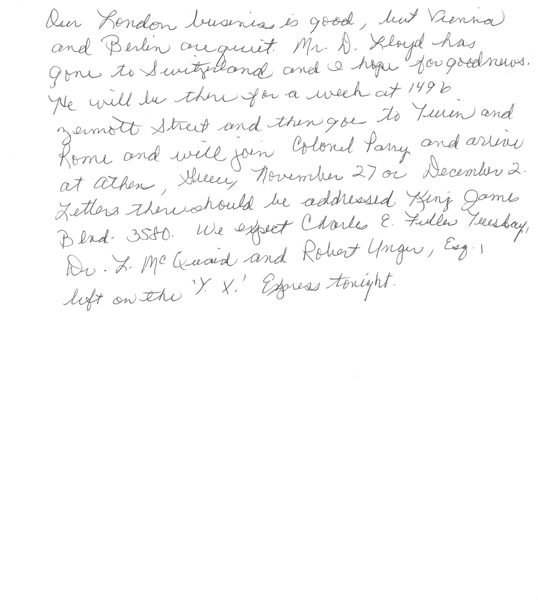 Our London business is good, but Vienna
and Berlin are quiet. Mr. D. Lloyd has
gone to Switzerland and I hope for good news.
He will be there for a week at 1496
Zermott Street and then goe to Turin and
Rome and will join Colonel Parry and arrive
at Athen, Greece, November 27 or December 2.
Letters there should be addressed King James
Blvd. 3580. We expect Charles E. Fuller Tuesday.
Dr. L. McQuaid and Robert Unger, Esq.,
left on the 'Y. X.' Express tonight.